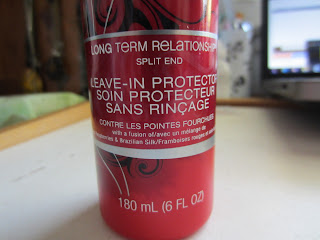 LONG TERM RELATIONSHIP
SPLIT END
LEAVE-IN PROTECTOR
SOIN PROTECTEUR
SANS RINÇAGE
CONTRE LES POINTES FOURCHUES
with a fusion of/avec un mélange de
& Brazilian Silk/Framboises rouges
180 mL (6 FL OZ)